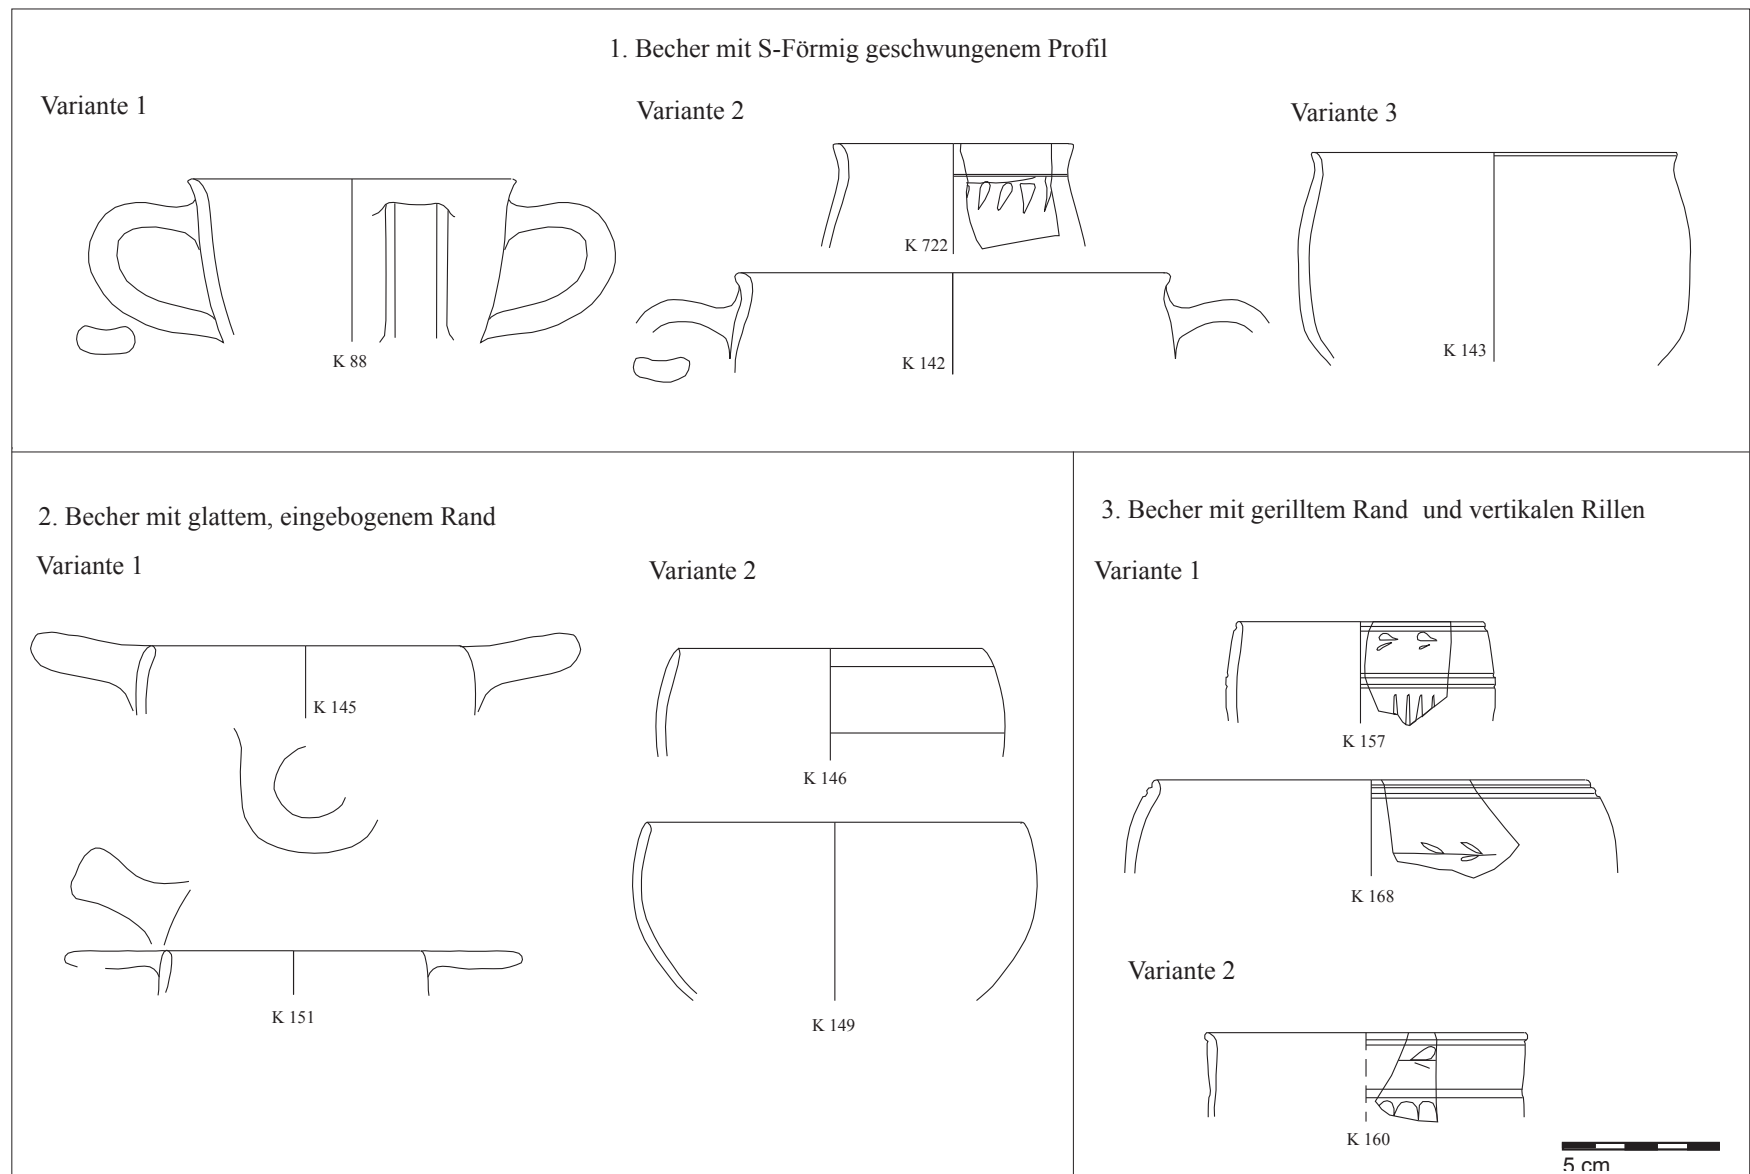 1. Becher mit S-Förmig geschwungenem Profil
Variante 1
Variante 2
Variante 3
K 88
K 722
K 142
K 143
2. Becher mit glattem, eingebogenem Rand
Variante 1
Variante 2
K 145
K 151
K 146
K 149
3. Becher mit gerilltem Rand und vertikalen Rillen
Variante 1
K 157
K 168
Variante 2
K 160
5 cm